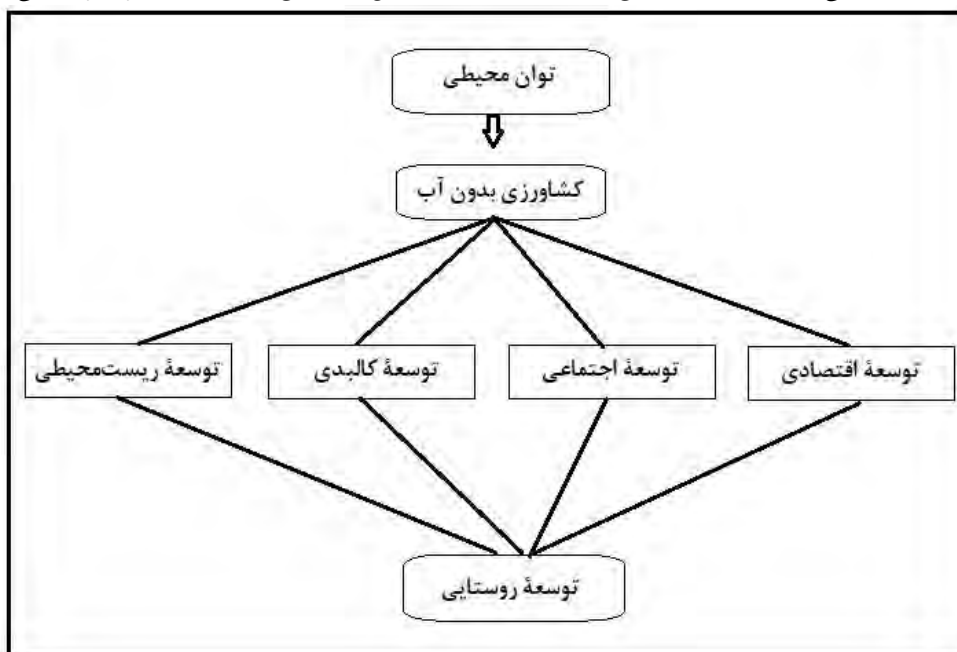 توان محیطی
کشاورزی بدون آب
توسعهٔ اقتصادی
توسعهٔ اجتماعی
توسعهٔ کالبدی
توسعهٔ ریست‌محیطی
توسعهٔ روستایی